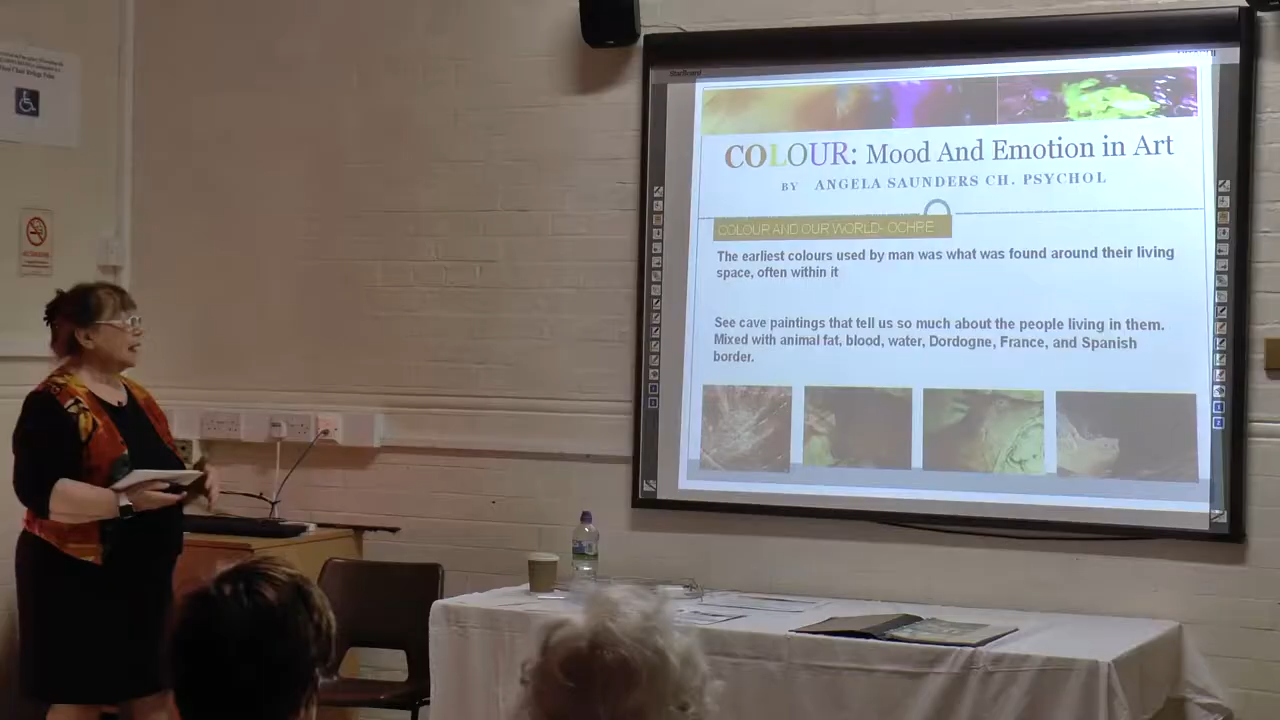 StarBoard
COLOUR: Mood And Emotion in Art
BY ANGELA SAUNDERS CH. PSYCHOL
COLOUR AND OUR WORLD- OCHRE
The earliest colours used by man was what was found around their living
space, often within it
See cave paintings that tell us so much about the people living in them.
Mixed with animal fat, blood, water, Dordogne, France, and Spanish
border.